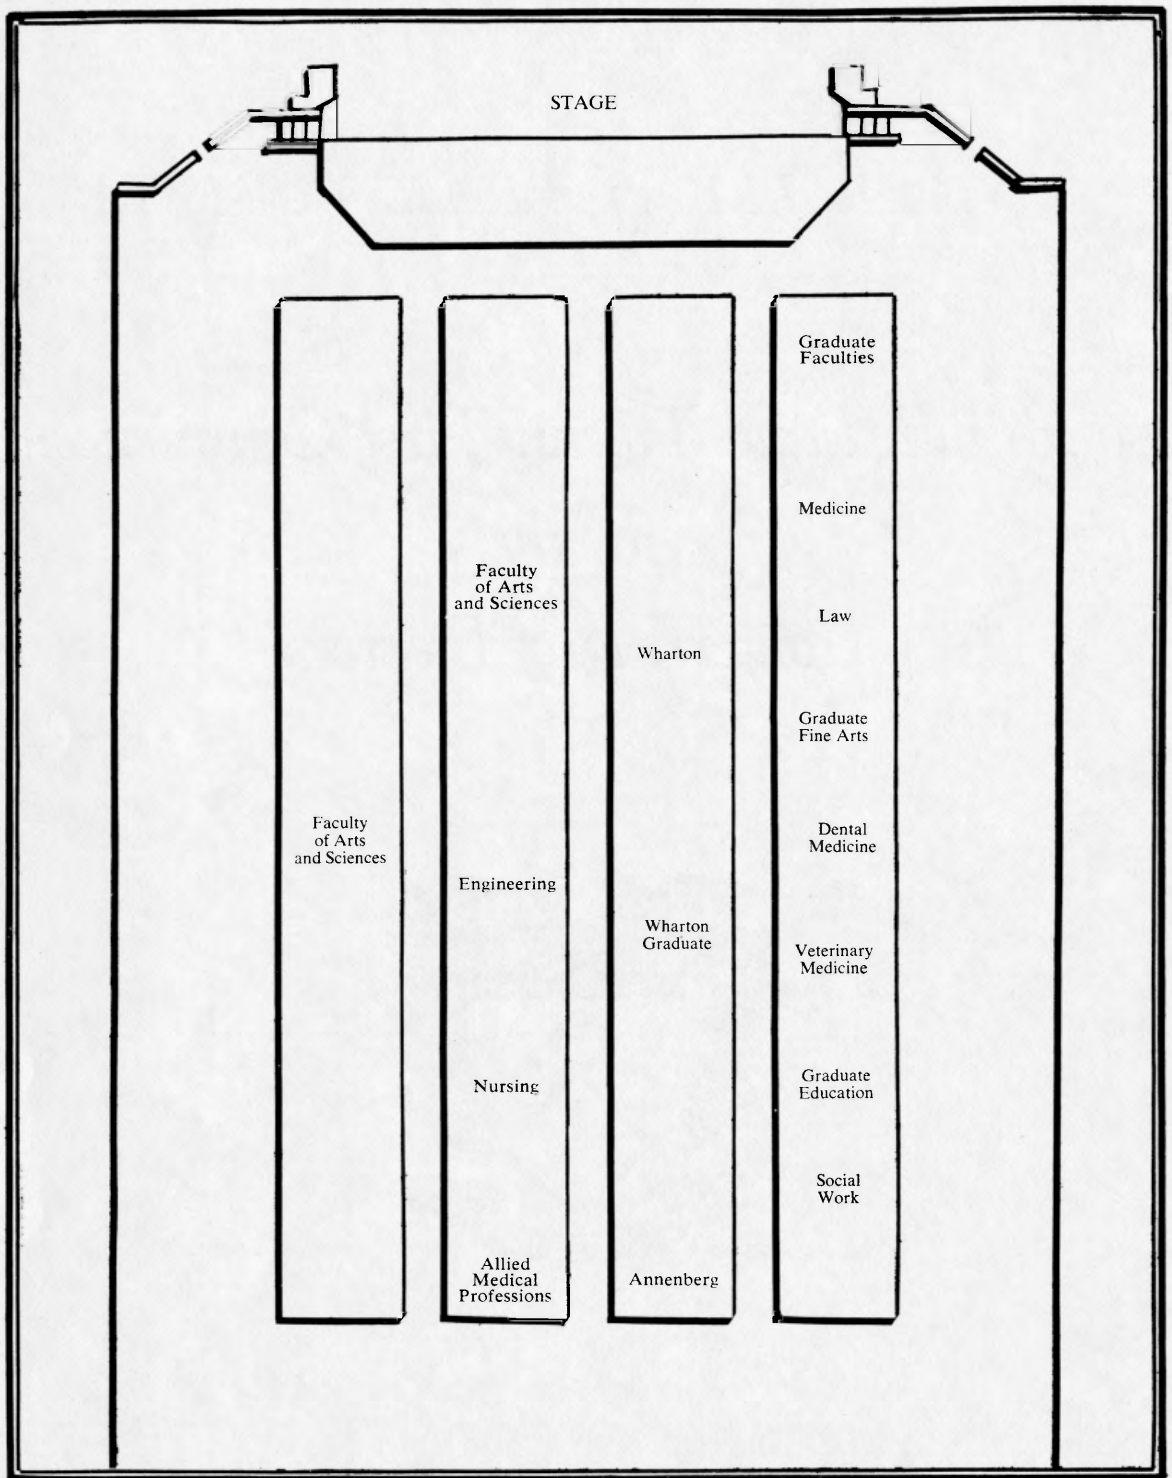 STAGE
Faculty
of Arts
and Sciences
Faculty
of Arts
and Sciences
Engineering
Nursing
Allied
Medical
Professions
Wharton
Wharton
Graduate
Annenberg
Graduate
Faculties
Medicine
Law
Graduate
Fine Arts
Dental
Medicine
Veterinary
Medicine
Graduate
Education
Social
Work